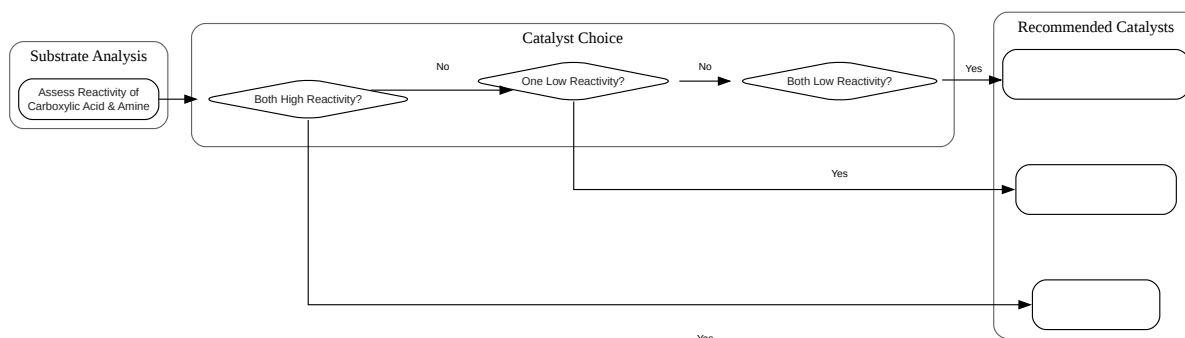 Recommended Catalysts
Catalyst Choice
Substrate Analysis
Assess Reactivity of
Carboxylic Acid & Amine
Both High Reactivity?
No
One Low Reactivity?
No
Both Low Reactivity?
Yes
Yes
Yes